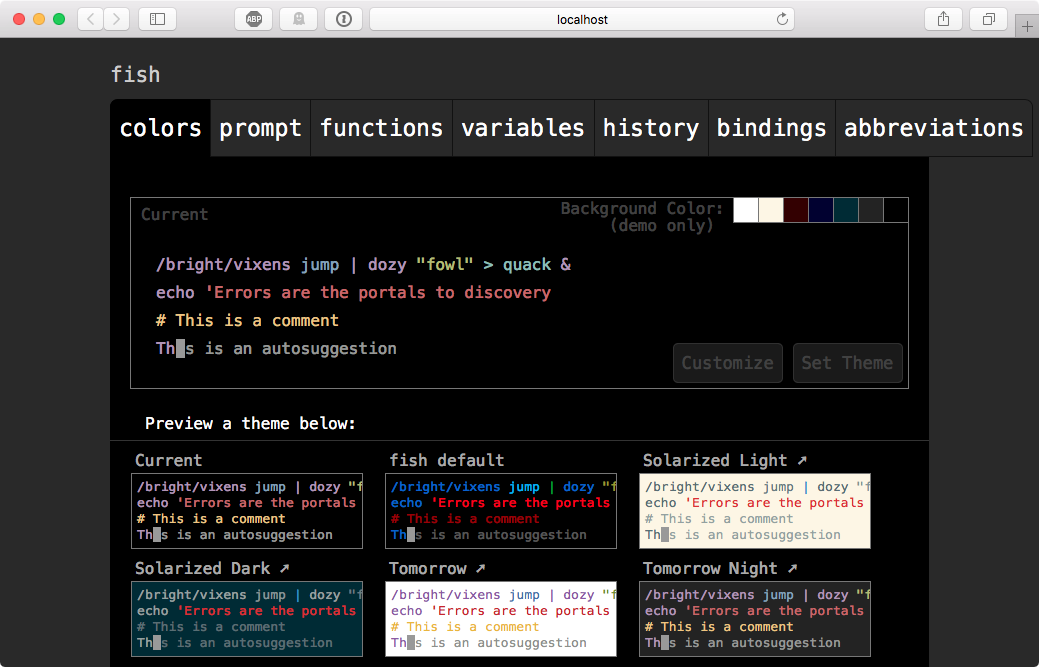 ABP
localhost
fish
colors prompt functions variables history bindings abbreviations
Current
Background Color:
(demo only)
/bright/vixens jump | dozy "fowl" > quack &
echo 'Errors are the portals to discovery
# This is a comment
This is an autosuggestion
Customize Set Theme
Preview a theme below:
Current
/bright/vixens jump | dozy "f
echo 'Errors are the portals
# This is a comment
This is an autosuggestion
fish default
/bright/vixens jump | dozy "f
echo 'Errors are the portals
# This is a comment
This is an autosuggestion
Solarized Light ↗
/bright/vixens jump | dozy "f
echo 'Errors are the portals
# This is a comment
This is an autosuggestion
Solarized Dark ↗
/bright/vixens jump | dozy "f
echo 'Errors are the portals
# This is a comment
This is an autosuggestion
Tomorrow ↗
/bright/vixens jump | dozy "f
echo 'Errors are the portals
# This is a comment
This is an autosuggestion
Tomorrow Night ↗
/bright/vixens jump | dozy "f
echo 'Errors are the portals
# This is a comment
This is an autosuggestion